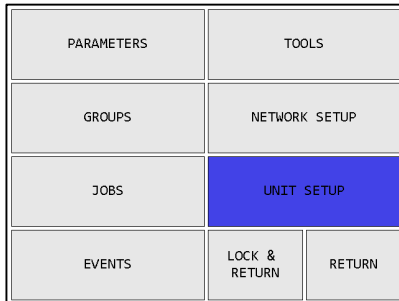 PARAMETERS
TOOLS
GROUPS
NETWORK SETUP
JOBS
UNIT SETUP
EVENTS
LOCK &
RETURN
RETURN